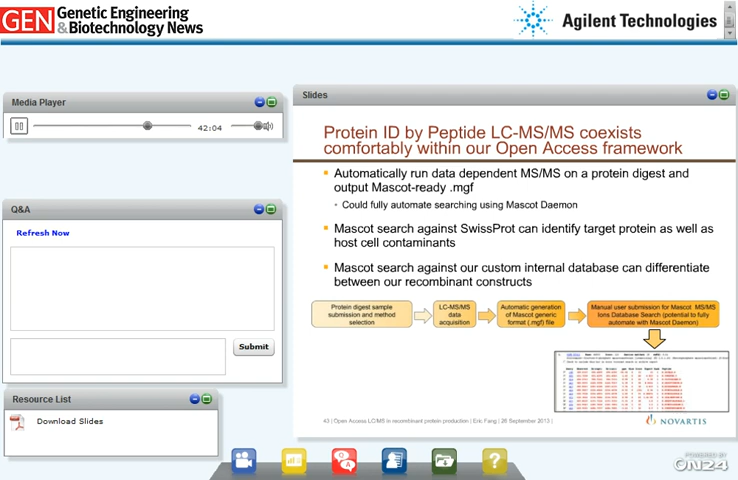 GEN Genetic Engineering
& Biotechnology News
Agilent Technologies
Media Player
42:04
Q&A
Refresh Now
Submit
Resource List
Download Slides
Slides
Protein ID by Peptide LC-MS/MS coexists
comfortably within our Open Access framework
Automatically run data dependent MS/MS on a protein digest and
output Mascot-ready .mgf
Could fully automate searching using Mascot Daemon
Mascot search against SwissProt can identify target protein as well as
host cell contaminants
Mascot search against our custom internal database can differentiate
between our recombinant constructs
Protein digest sample
submission and method
selection
LC-MS/MS
data
acquisition
Automatic generation
of Mascot generic
format (.mgf) file
Manual user submission for Mascot MS/MS
Ions Database Search (potential to fully
automate with Mascot Daemon)
43 | Open Access LC/MS in recombinant protein production | Eric Fang | 26 September 2013 |
NOVARTIS
Q
A
?
POWERED BY
ON24